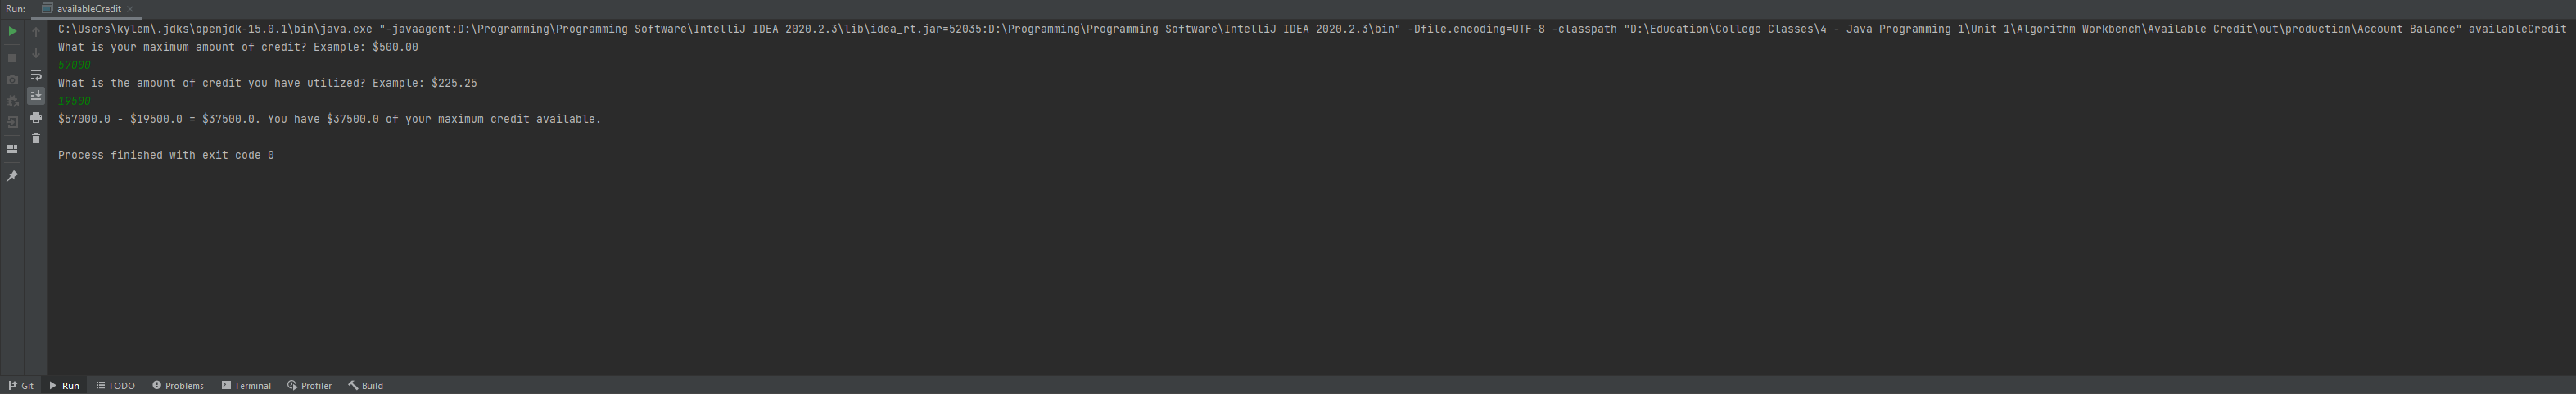 Run: availableCredit
C:\Users\kylem\.jdks\openjdk-15.0.1\bin\java.exe "-javaagent:D:\Programming\Programming Software\IntelliJ IDEA 2020.2.3\lib\idea_rt.jar=52035:D:\Programming\Programming Software\IntelliJ IDEA 2020.2.3\bin" -Dfile.encoding=UTF-8 -classpath "D:\Education\College Classes\4 - Java Programming 1\Unit 1\Algorithm Workbench\Available Credit\out\production\Account Balance" availableCredit
What is your maximum amount of credit? Example: $500.00
57000
What is the amount of credit you have utilized? Example: $225.25
19500
$57000.0 - $19500.0 = $37500.0. You have $37500.0 of your maximum credit available.
Process finished with exit code 0
Git Run TODO Problems Terminal Profiler Build